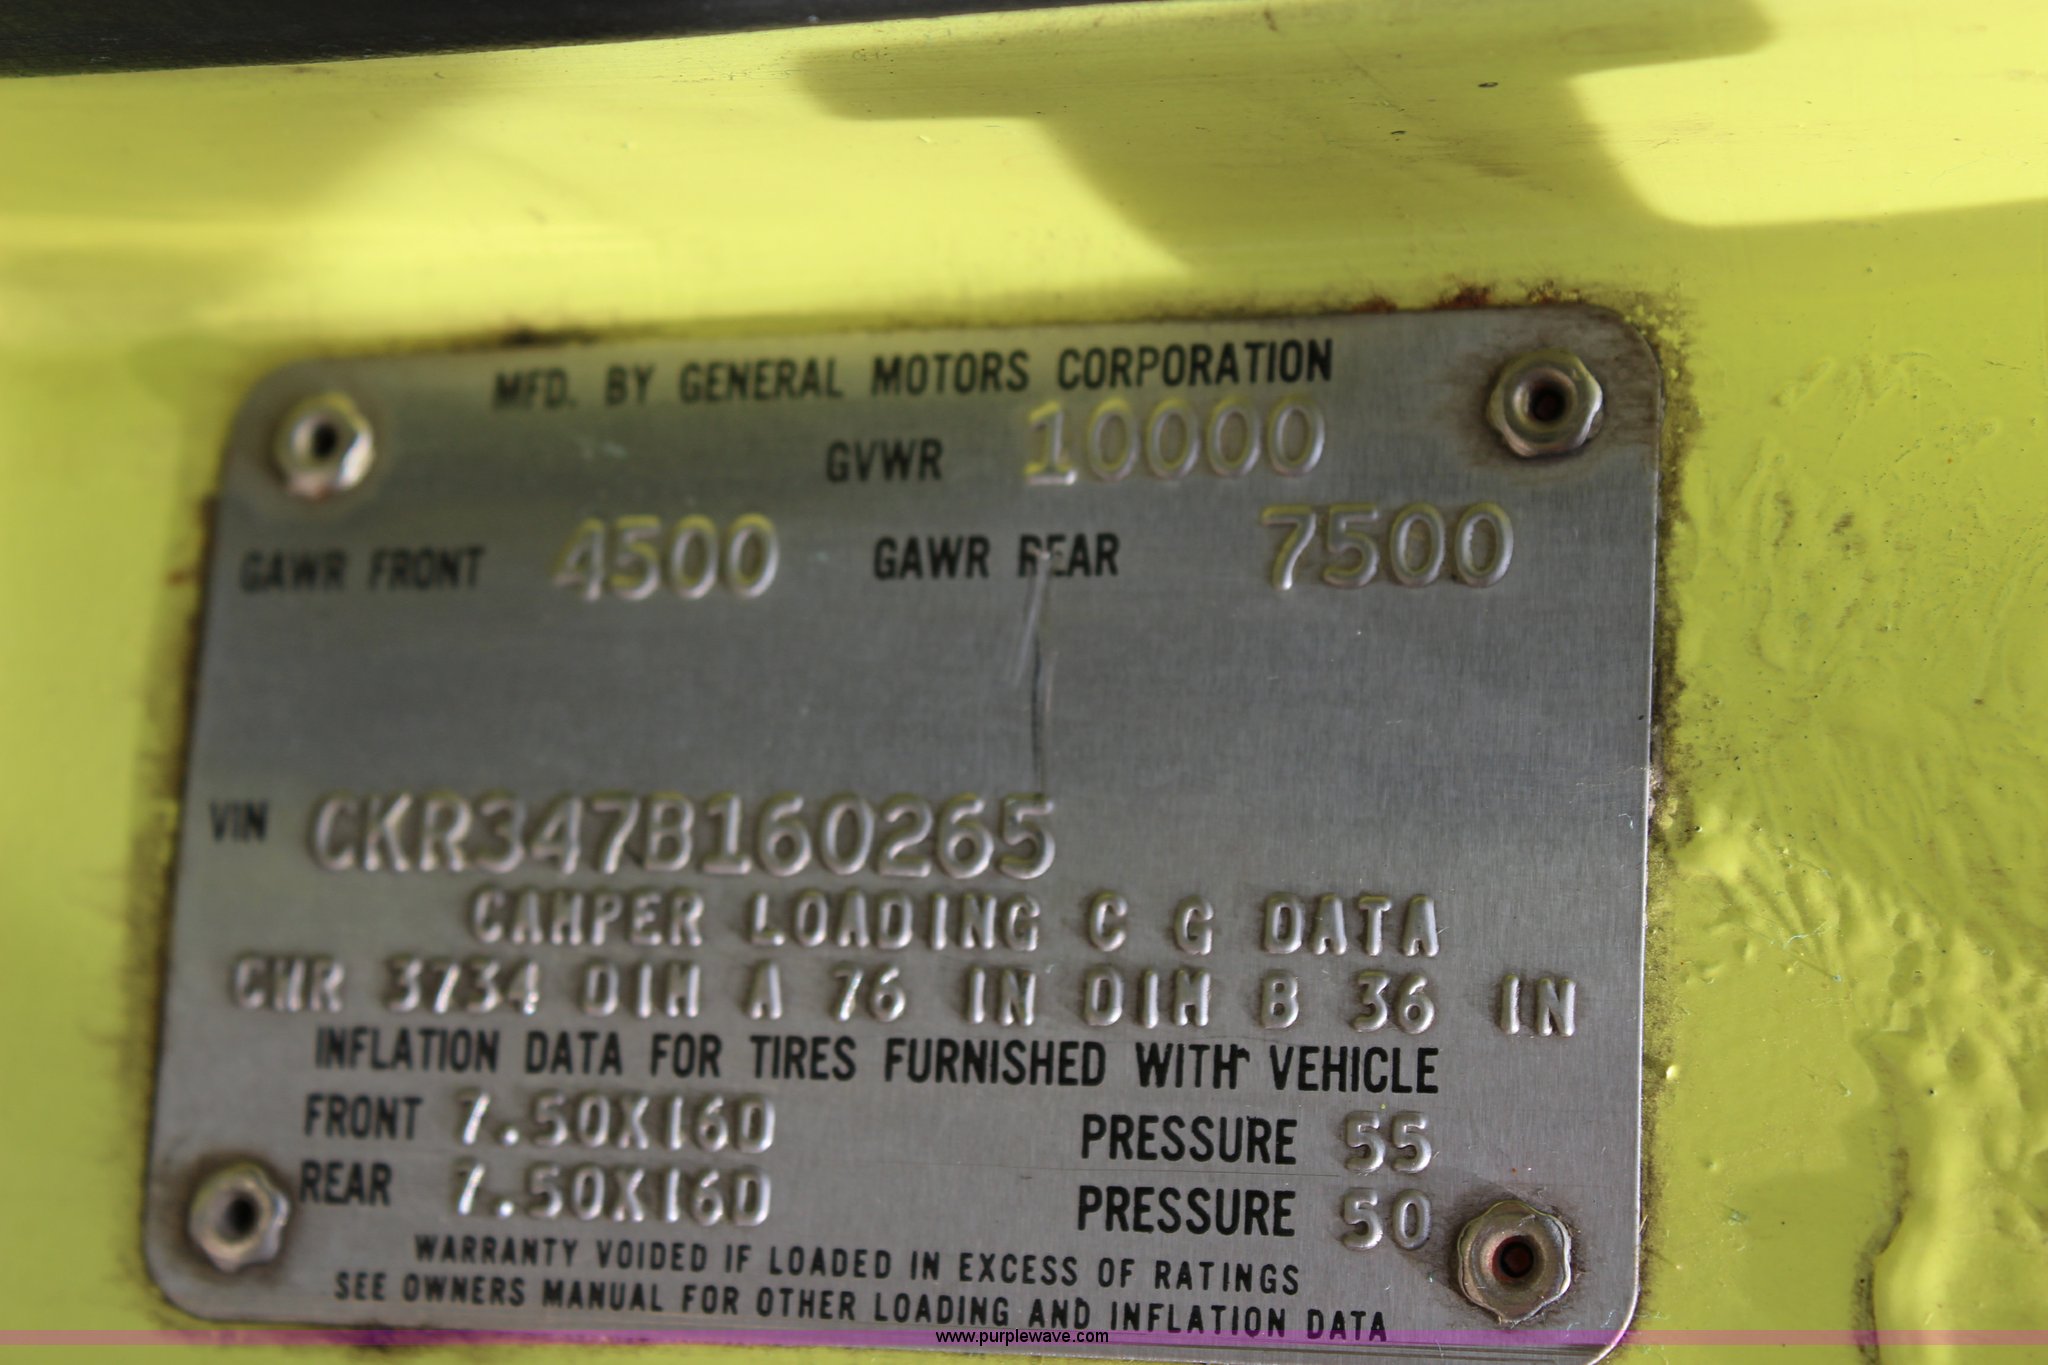 MFD. BY GENERAL MOTORS CORPORATION
GVWR 10000
GAWR FRONT 4500 GAWR REAR 7500
VIN CKR347B160265
CAMPER LOADING C G DATA
CWR 3734 DIM A 76 IN DIM B 36 IN
INFLATION DATA FOR TIRES FURNISHED WITH VEHICLE
FRONT 7.50X16D PRESSURE 55
REAR 7.50X16D PRESSURE 50
WARRANTY VOIDED IF LOADED IN EXCESS OF RATINGS
SEE OWNERS MANUAL FOR OTHER LOADING AND INFLATION DATA
www.purplewave.com